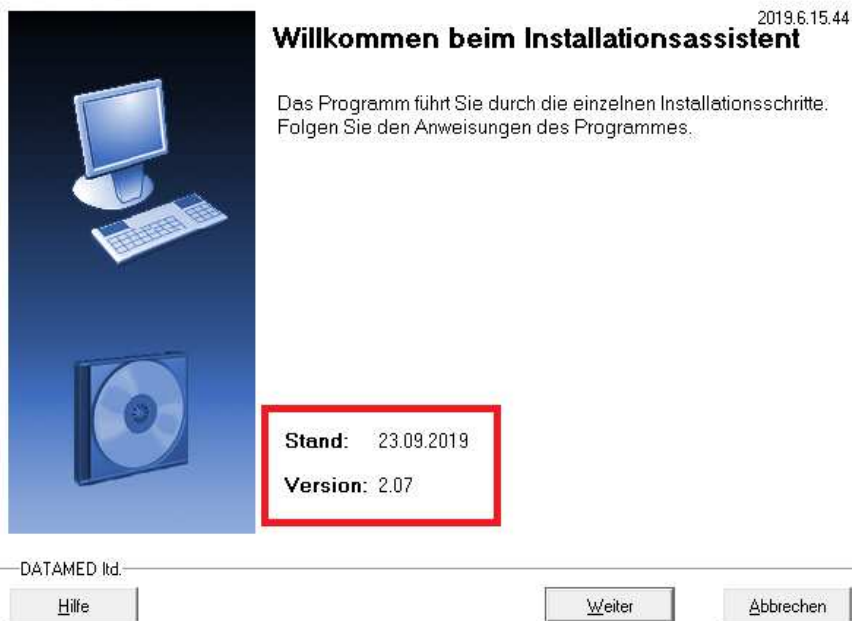 2019.6.15.44
Willkommen beim Installationsassistent
Das Programm führt Sie durch die einzelnen Installationsschritte.
Folgen Sie den Anweisungen des Programmes.
Stand: 23.09.2019
Version: 2.07
DATAMED ltd.
Hilfe
Weiter
Abbrechen